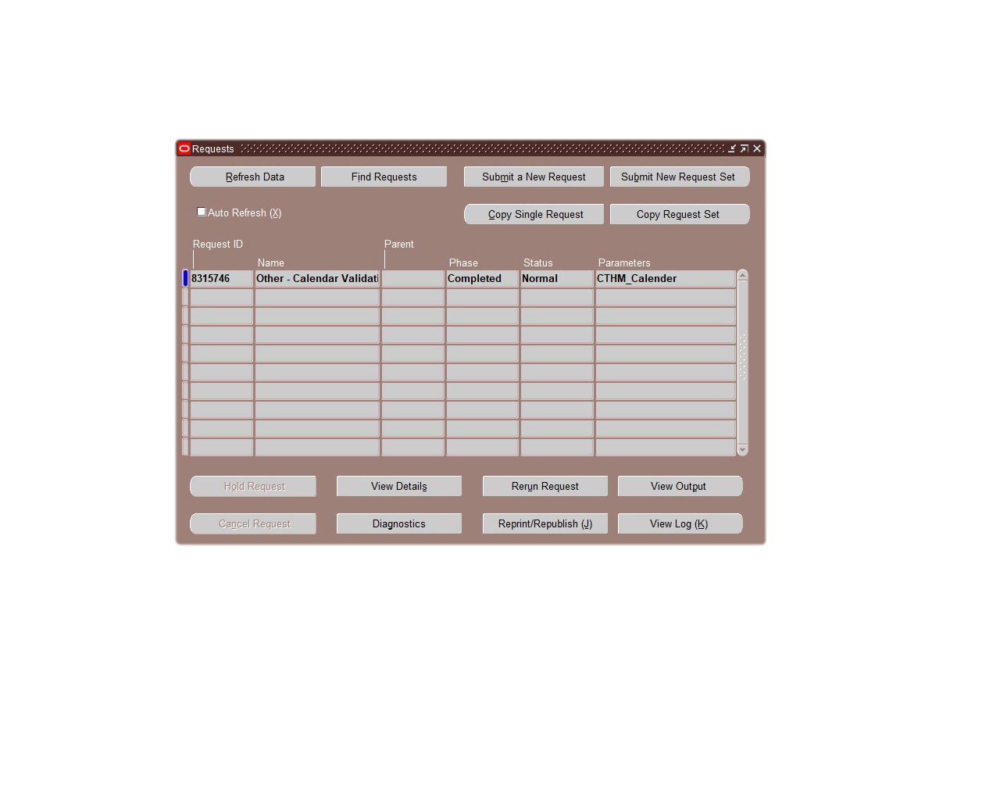 Requests
Refresh Data
Find Requests
Submit a New Request
Submit New Request Set
Auto Refresh (X)
Copy Single Request
Copy Request Set
Request ID
Parent
Name
Phase
Status
Parameters
8315746
Other - Calendar Validati
Completed
Normal
CTHM_Calender
Hold Request
View Details
Rerun Request
View Output
Cancel Request
Diagnostics
Reprint/Republish (J)
View Log (K)